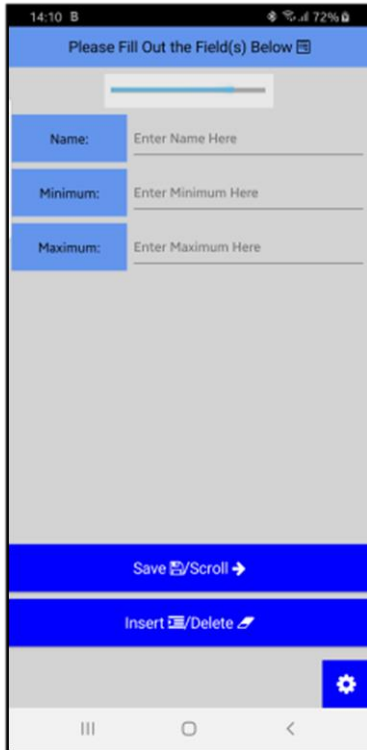 14:10 B 72%
Please Fill Out the Field(s) Below
Name: Enter Name Here
Minimum: Enter Minimum Here
Maximum: Enter Maximum Here
Save/Scroll
Insert/Delete